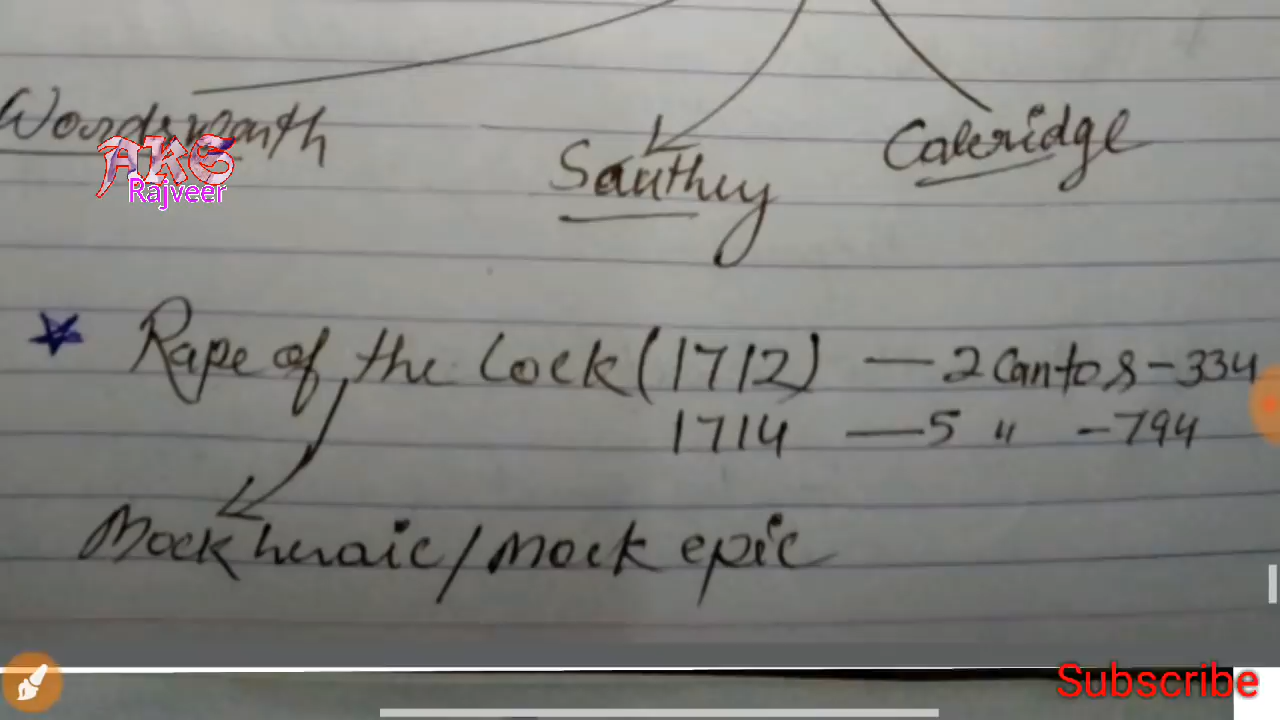 Wordsworth
AKS
Rajveer
Southey
Coleridge
Rape of the Lock (1712) — 2 Cantos - 334
1714 — 5 " - 794
Mock heroic / Mock epic
Subscribe